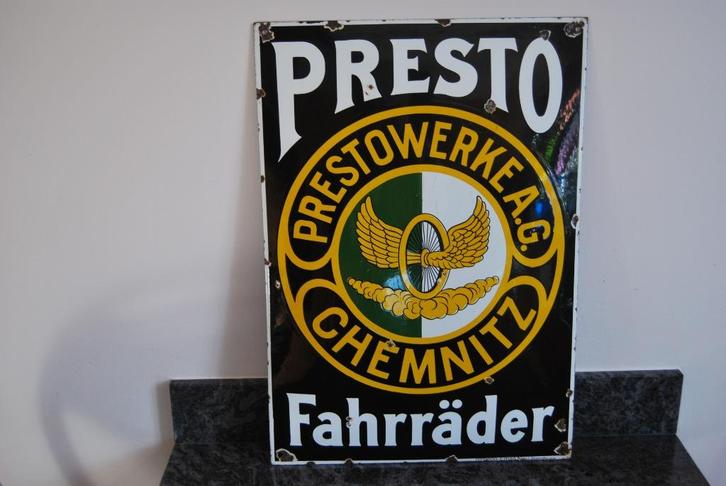 PRESTO
PRESTOWERKE A.G.
CHEMNITZ
Fahrräder